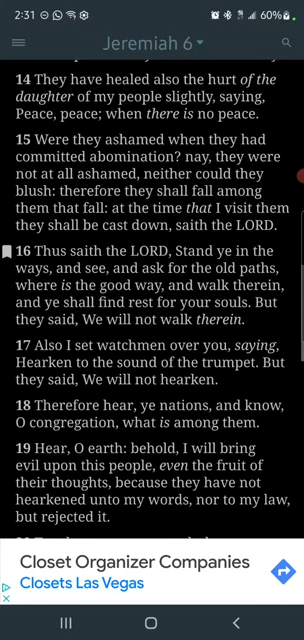 2:31
60%
Jeremiah 6
14 They have healed also the hurt of the
daughter of my people slightly, saying,
Peace, peace; when there is no peace.
15 Were they ashamed when they had
committed abomination? nay, they were
not at all ashamed, neither could they
blush: therefore they shall fall among
them that fall: at the time that I visit them
they shall be cast down, saith the LORD.
16 Thus saith the LORD, Stand ye in the
ways, and see, and ask for the old paths,
where is the good way, and walk therein,
and ye shall find rest for your souls. But
they said, We will not walk therein.
17 Also I set watchmen over you, saying,
Hearken to the sound of the trumpet. But
they said, We will not hearken.
18 Therefore hear, ye nations, and know,
O congregation, what is among them.
19 Hear, O earth: behold, I will bring
evil upon this people, even the fruit of
their thoughts, because they have not
hearkened unto my words, nor to my law,
but rejected it.
Closet Organizer Companies
Closets Las Vegas